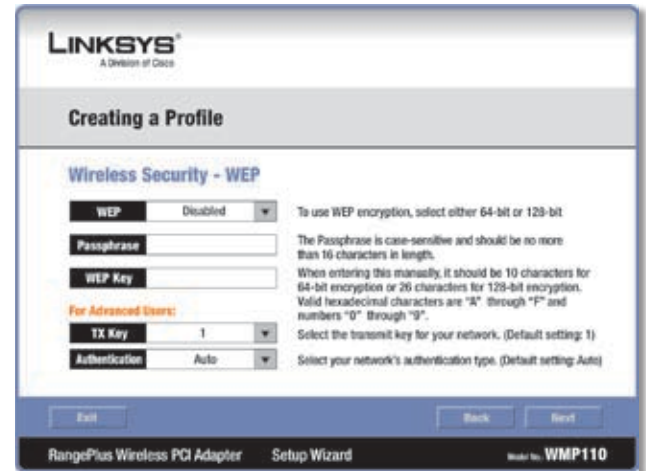 LINKSYS®
A Division of Cisco
Creating a Profile
Wireless Security - WEP
WEP Disabled To use WEP encryption, select either 64-bit or 128-bit
Passphrase The Passphrase is case-sensitive and should be no more
than 16 characters in length.
WEP Key When entering this manually, it should be 10 characters for
64-bit encryption or 26 characters for 128-bit encryption.
Valid hexadecimal characters are "A" through "F" and
numbers "0" through "9".
For Advanced Users:
TX Key 1 Select the transmit key for your network. (Default setting: 1)
Authentication Auto Select your network's authentication type. (Default setting: Auto)
Exit Back Next
RangePlus Wireless PCI Adapter Setup Wizard Model No. WMP110